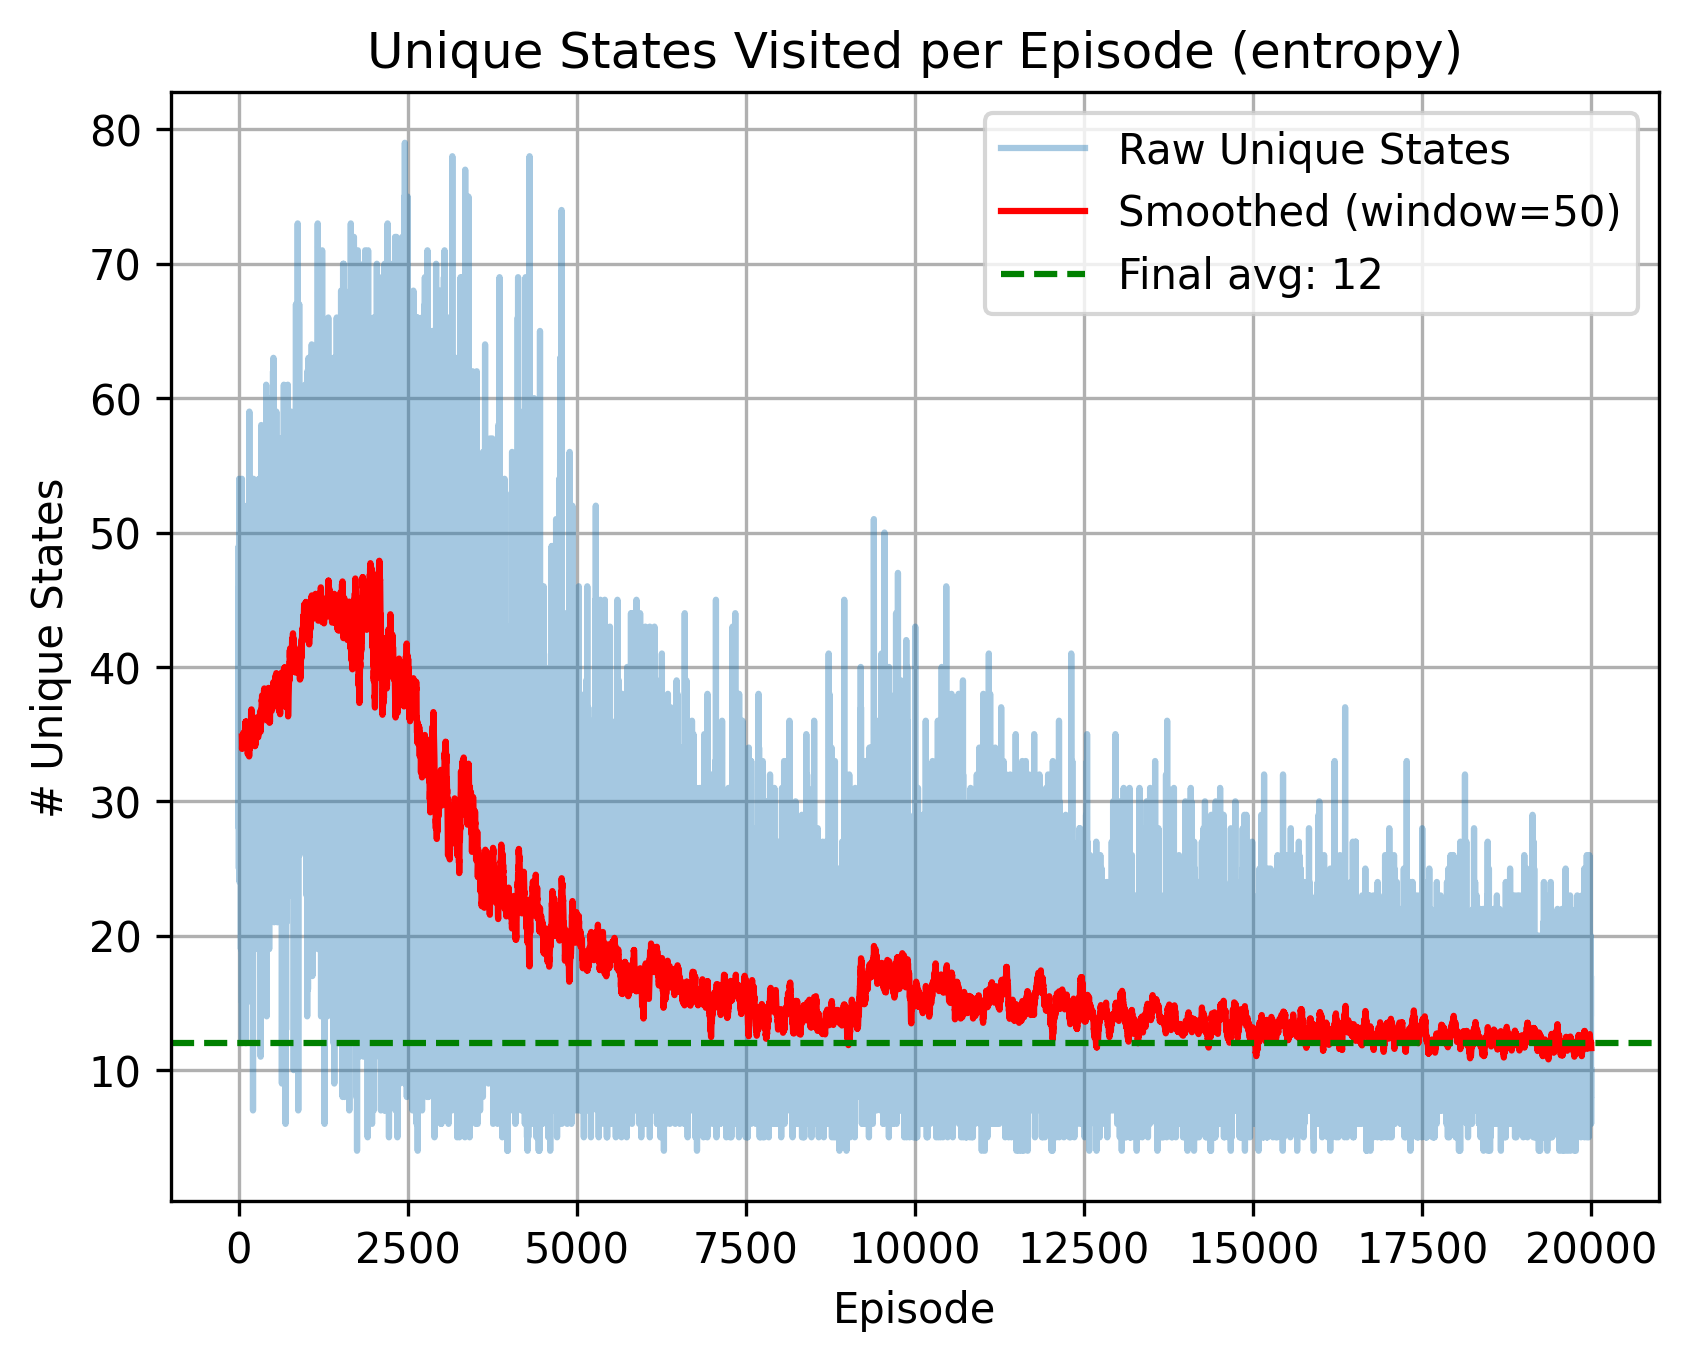 Unique States Visited per Episode (entropy)
Raw Unique States
Smoothed (window=50)
Final avg: 12
# Unique States
80
70
60
50
40
30
20
10
0 2500 5000 7500 10000 12500 15000 17500 20000
Episode